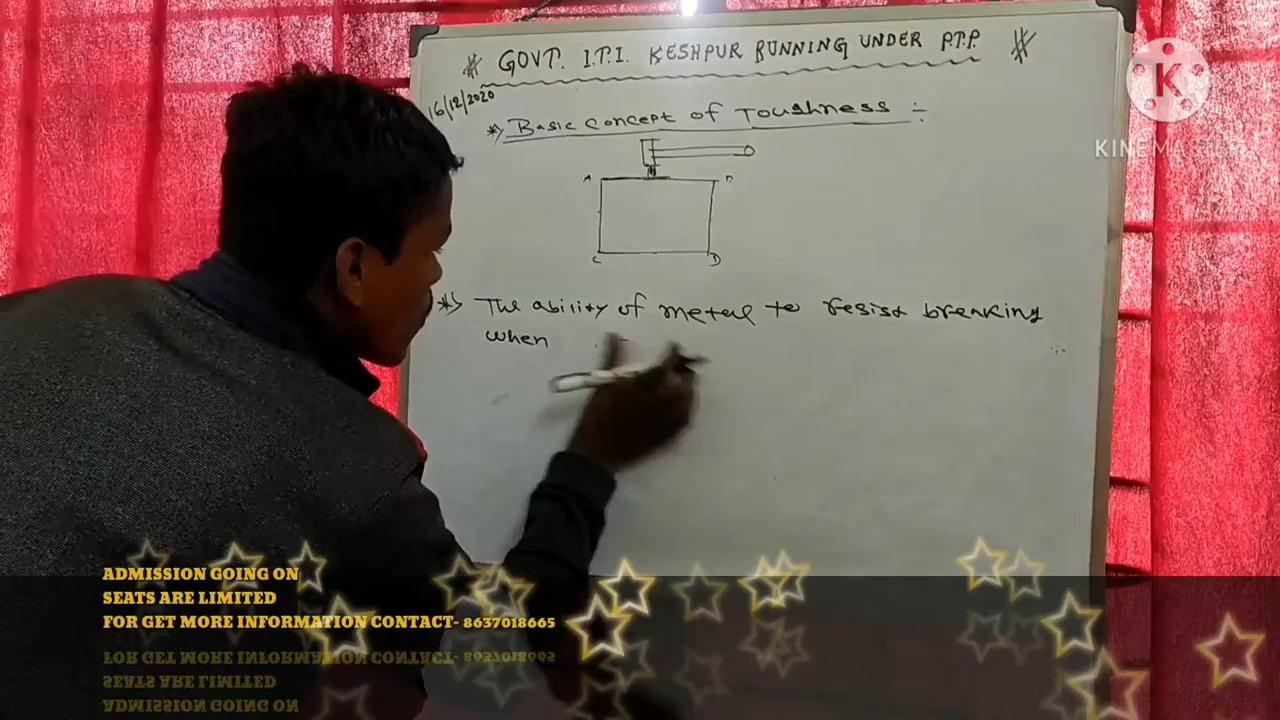 # GOVT. I.T.I. KESHPUR RUNNING UNDER P.T.P. #
16/12/2020
*) Basic Concept of Toughness :-
A B
C D
*) The ability of metal to resist breaking
when
K
KINEMASTER
ADMISSION GOING ON
SEATS ARE LIMITED
FOR GET MORE INFORMATION CONTACT- 8637018665